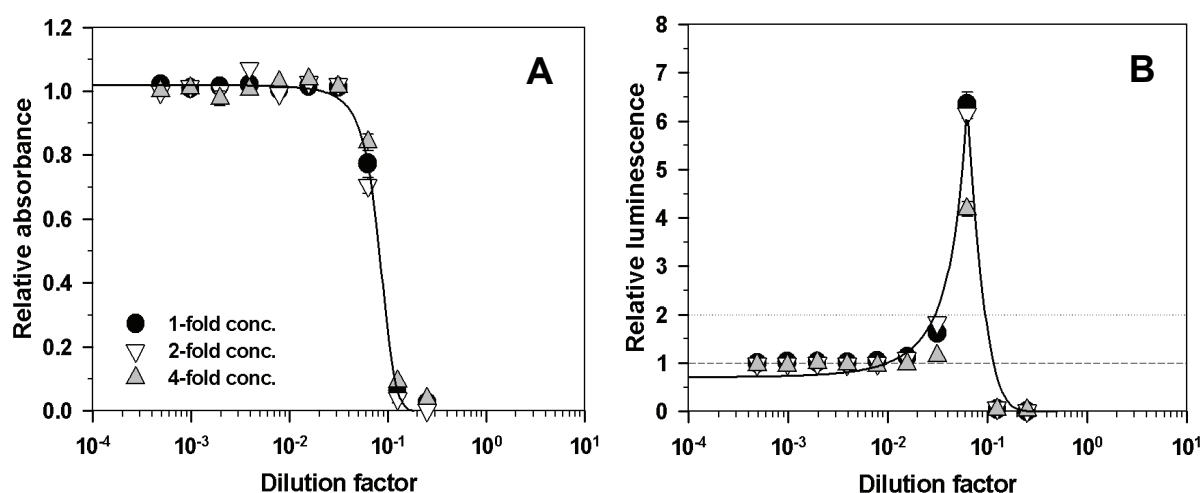 A
Relative absorbance
1.2
1.0
0.8
0.6
0.4
0.2
0.0
1-fold conc.
2-fold conc.
4-fold conc.
10-4 10-3 10-2 10-1 100 101
Dilution factor
B
Relative luminescence
8
7
6
5
4
3
2
1
0
10-4 10-3 10-2 10-1 100 101
Dilution factor